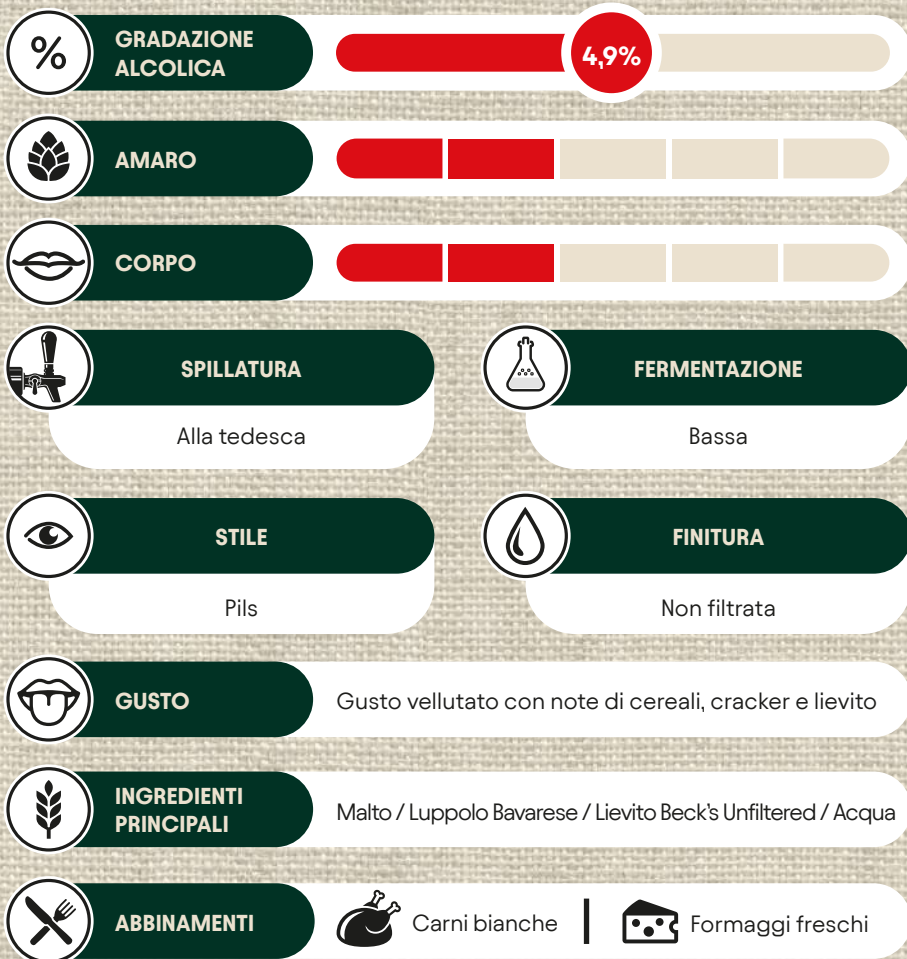 %
GRADAZIONE
ALCOLICA
4,9%
AMARO
CORPO
SPILLATURA
Alla tedesca
FERMENTAZIONE
Bassa
STILE
Pils
FINITURA
Non filtrata
GUSTO
Gusto vellutato con note di cereali, cracker e lievito
INGREDIENTI
PRINCIPALI
Malto / Luppolo Bavarese / Lievito Beck's Unfiltered / Acqua
ABBINAMENTI
Carni bianche
Formaggi freschi